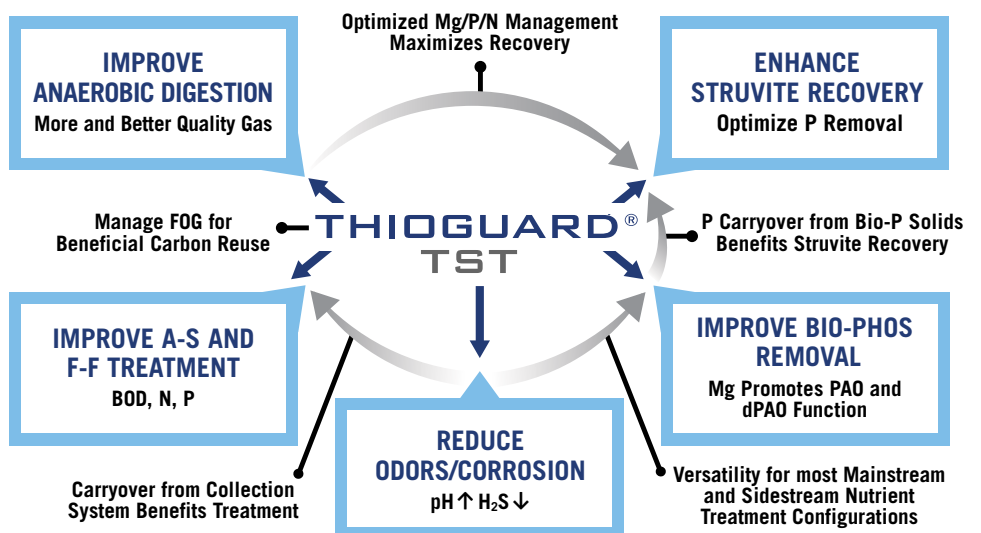 Optimized Mg/P/N Management
Maximizes Recovery
IMPROVE
ANAEROBIC DIGESTION
More and Better Quality Gas
ENHANCE
STRUVITE RECOVERY
Optimize P Removal
Manage FOG for
Beneficial Carbon Reuse
THIOGUARD®
TST
P Carryover from Bio-P Solids
Benefits Struvite Recovery
IMPROVE A-S AND
F-F TREATMENT
BOD, N, P
IMPROVE BIO-PHOS
REMOVAL
Mg Promotes PAO and
dPAO Function
REDUCE
ODORS/CORROSION
pH ↑ H₂S ↓
Carryover from Collection
System Benefits Treatment
Versatility for most Mainstream
and Sidestream Nutrient
Treatment Configurations